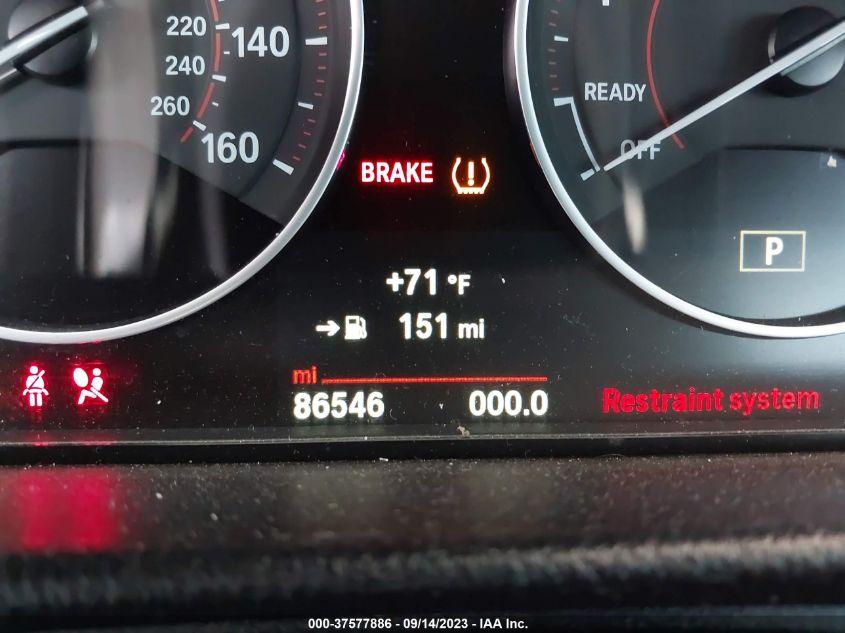 220
140
240
260
160
READY
OFF
BRAKE
P
+71 °F
→ 151 mi
mi
86546 000.0
Restraint system
000-37577886 - 09/14/2023 - IAA Inc.